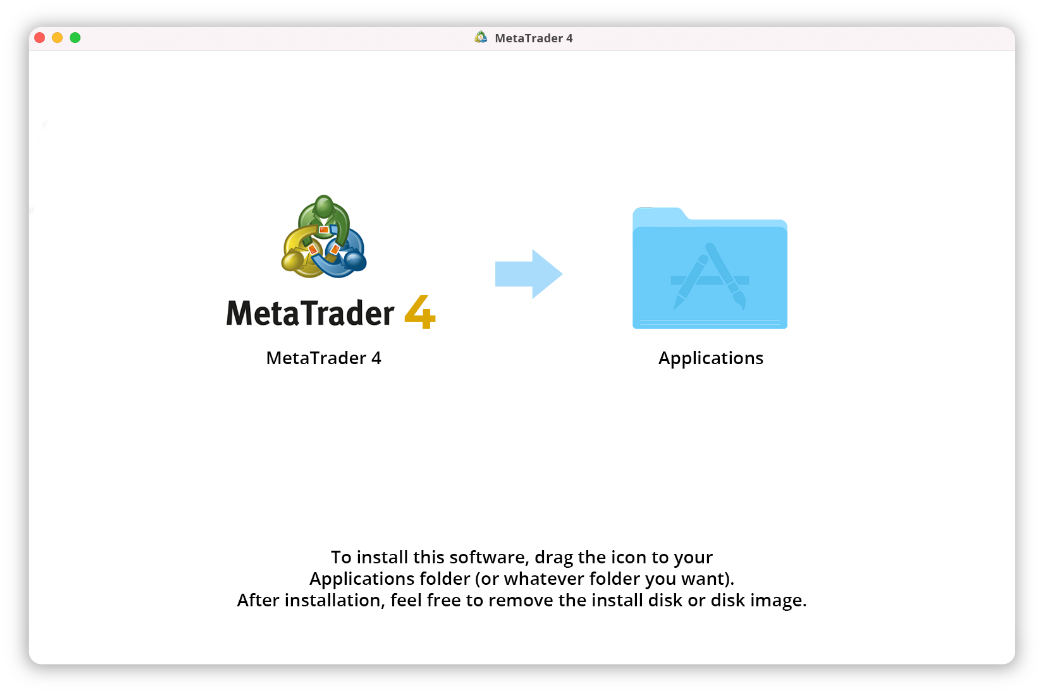 MetaTrader 4
MetaTrader 4
MetaTrader 4
Applications
To install this software, drag the icon to your
Applications folder (or whatever folder you want).
After installation, feel free to remove the install disk or disk image.